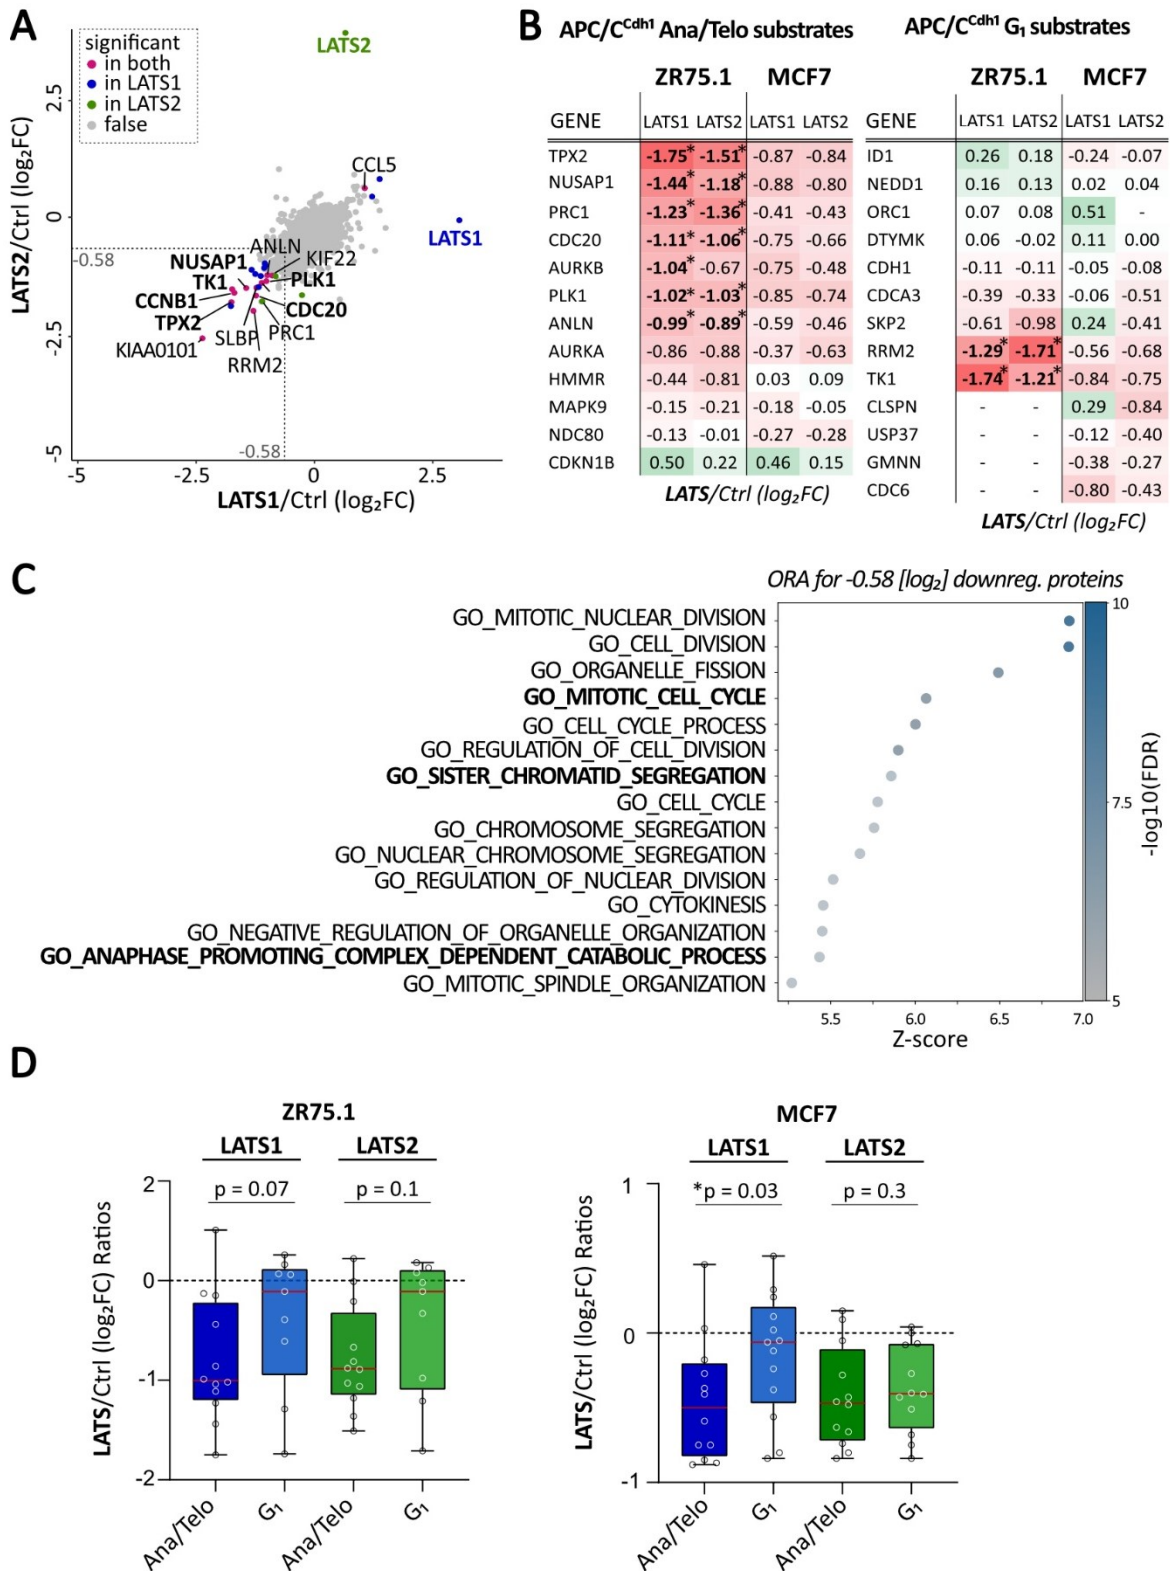 A
significant
in both
in LATS1
in LATS2
false
LATS2
CCL5
LATS1
-0.58
ANLN
NUSAP1
KIF22
TK1
PLK1
CCNB1
CDC20
TPX2
SLBP
PRC1
KIAA0101
RRM2
-0.58
2.5
0
-2.5
-5
LATS2/Ctrl (log₂FC)
-5 -2.5 0 2.5
LATS1/Ctrl (log₂FC)
B
APC/C^Cdh1 Ana/Telo substrates
ZR75.1 MCF7
GENE LATS1 LATS2 LATS1 LATS2
TPX2 -1.75* -1.51* -0.87 -0.84
NUSAP1 -1.44* -1.18* -0.88 -0.80
PRC1 -1.23* -1.36* -0.41 -0.43
CDC20 -1.11* -1.06* -0.75 -0.66
AURKB -1.04* -0.67 -0.75 -0.48
PLK1 -1.02* -1.03* -0.85 -0.74
ANLN -0.99* -0.89* -0.59 -0.46
AURKA -0.86 -0.88 -0.37 -0.63
HMMR -0.44 -0.81 0.03 0.09
MAPK9 -0.15 -0.21 -0.18 -0.05
NDC80 -0.13 -0.01 -0.27 -0.28
CDKN1B 0.50 0.22 0.46 0.15
LATS/Ctrl (log₂FC)
APC/C^Cdh1 G₁ substrates
ZR75.1 MCF7
GENE LATS1 LATS2 LATS1 LATS2
ID1 0.26 0.18 -0.24 -0.07
NEDD1 0.16 0.13 0.02 0.04
ORC1 0.07 0.08 0.51 -
DTYMK 0.06 -0.02 0.11 0.00
CDH1 -0.11 -0.11 -0.05 -0.08
CDCA3 -0.39 -0.33 -0.06 -0.51
SKP2 -0.61 -0.98 0.24 -0.41
RRM2 -1.29* -1.71* -0.56 -0.68
TK1 -1.74* -1.21* -0.84 -0.75
CLSPN - - 0.29 -0.84
USP37 - - -0.12 -0.40
GMNN - - -0.38 -0.27
CDC6 - - -0.80 -0.43
LATS/Ctrl (log₂FC)
C
ORA for -0.58 [log₂] downreg. proteins
GO_MITOTIC_NUCLEAR_DIVISION
GO_CELL_DIVISION
GO_ORGANELLE_FISSION
GO_MITOTIC_CELL_CYCLE
GO_CELL_CYCLE_PROCESS
GO_REGULATION_OF_CELL_DIVISION
GO_SISTER_CHROMATID_SEGREGATION
GO_CELL_CYCLE
GO_CHROMOSOME_SEGREGATION
GO_NUCLEAR_CHROMOSOME_SEGREGATION
GO_REGULATION_OF_NUCLEAR_DIVISION
GO_CYTOKINESIS
GO_NEGATIVE_REGULATION_OF_ORGANELLE_ORGANIZATION
GO_ANAPHASE_PROMOTING_COMPLEX_DEPENDENT_CATABOLIC_PROCESS
GO_MITOTIC_SPINDLE_ORGANIZATION
5.5 6.0 6.5 7.0
Z-score
10
7.5
5
-log10(FDR)
D
ZR75.1
LATS1 LATS2
p = 0.07 p = 0.1
2
0
-1
-2
LATS/Ctrl (log₂FC) Ratios
Ana/Telo G₁ Ana/Telo G₁
MCF7
LATS1 LATS2
*p = 0.03 p = 0.3
1
0
-1
LATS/Ctrl (log₂FC) Ratios
Ana/Telo G₁ Ana/Telo G₁